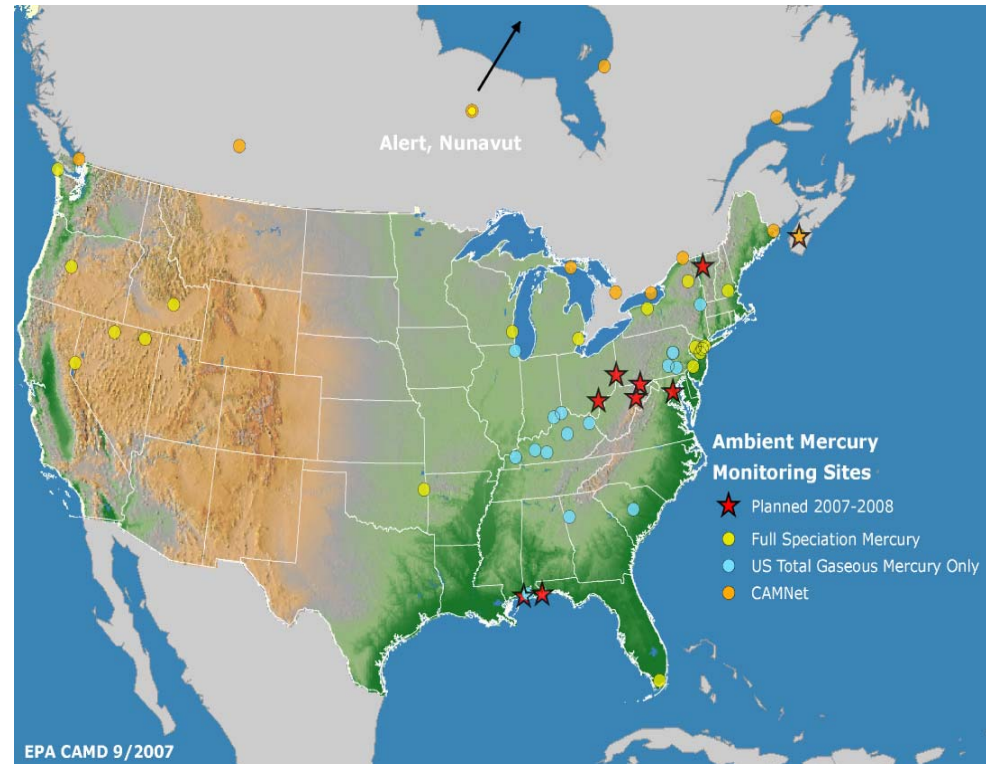 Alert, Nunavut
Ambient Mercury
Monitoring Sites
Planned 2007-2008
Full Speciation Mercury
US Total Gaseous Mercury Only
CAMNet
EPA CAMD 9/2007